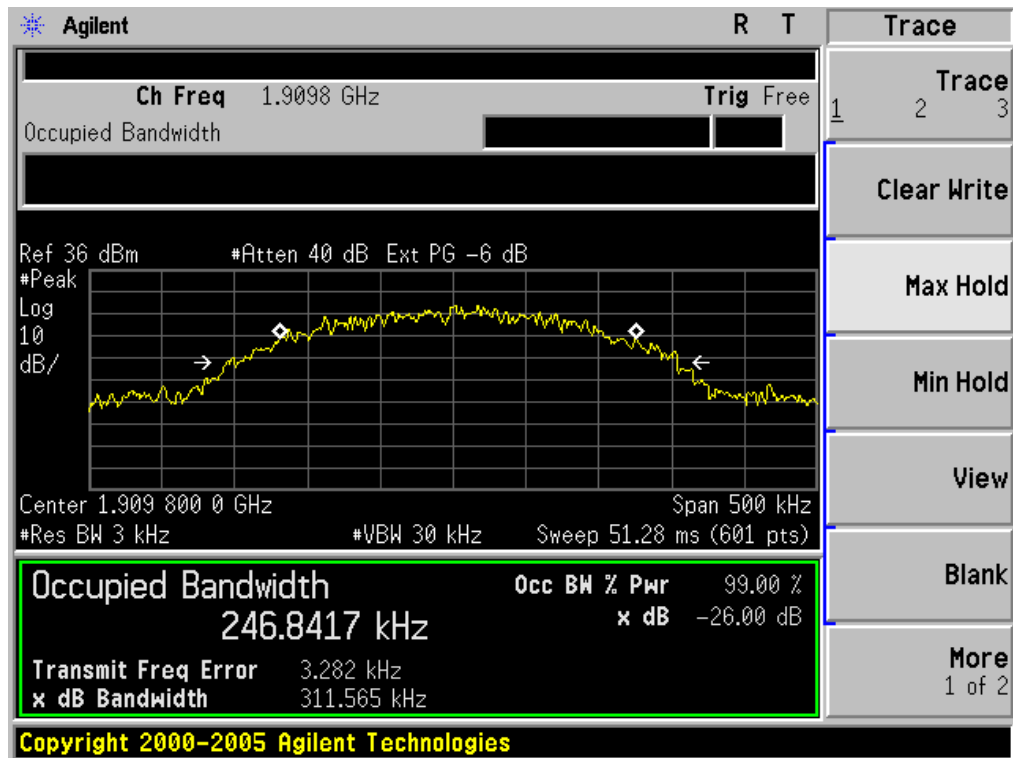 Agilent R T Trace
Ch Freq 1.9098 GHz Trig Free
Occupied Bandwidth
Trace
1 2 3
Clear Write
Max Hold
Min Hold
View
Blank
More
1 of 2
Ref 36 dBm #Atten 40 dB Ext PG -6 dB
#Peak
Log
10
dB/
Center 1.909 800 0 GHz Span 500 kHz
#Res BW 3 kHz #VBW 30 kHz Sweep 51.28 ms (601 pts)
Occupied Bandwidth Occ BW % Pwr 99.00 %
246.8417 kHz x dB -26.00 dB
Transmit Freq Error 3.282 kHz
x dB Bandwidth 311.565 kHz
Copyright 2000-2005 Agilent Technologies